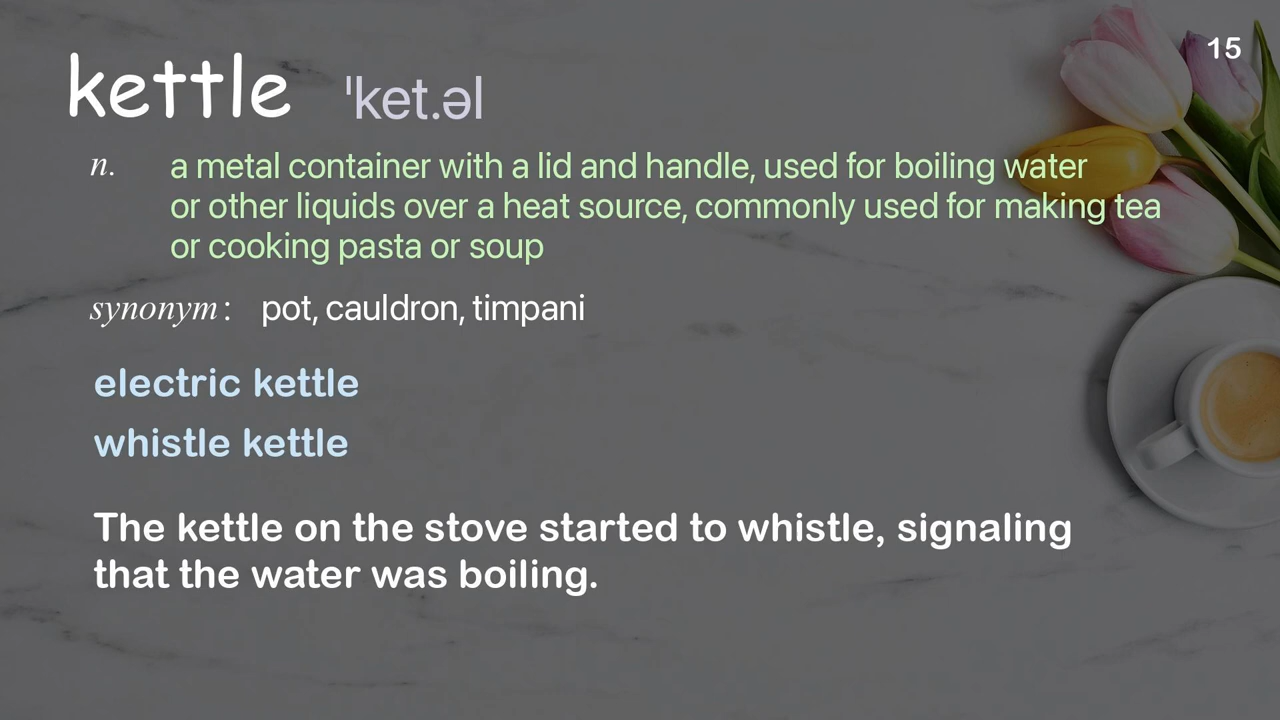 15
kettle ˈket.əl
n. a metal container with a lid and handle, used for boiling water
or other liquids over a heat source, commonly used for making tea
or cooking pasta or soup
synonym: pot, cauldron, timpani
electric kettle
whistle kettle
The kettle on the stove started to whistle, signaling
that the water was boiling.